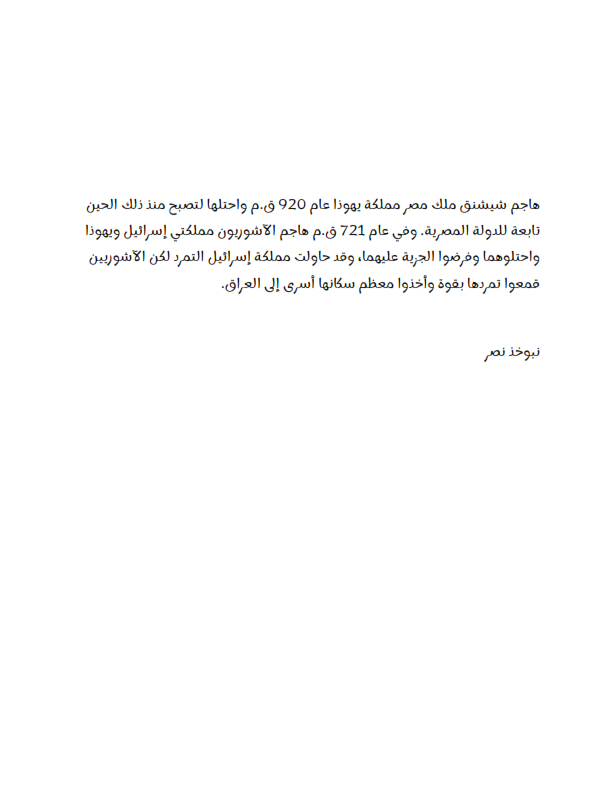 هاجم شيشنق ملك مصر مملكة يهوذا عام 920 ق.م واحتلها لتصبح منذ ذلك الحين
تابعة للدولة المصرية. وفي عام 721 ق.م هاجم الآشوريون مملكتي إسرائيل ويهوذا
واحتلوهما وفرضوا الجزية عليهما، وقد حاولت مملكة إسرائيل التمرد لكن الآشوريين
قمعوا تمردها بقوة وأخذوا معظم سكانها أسرى إلى العراق.
نبوخذ نصر